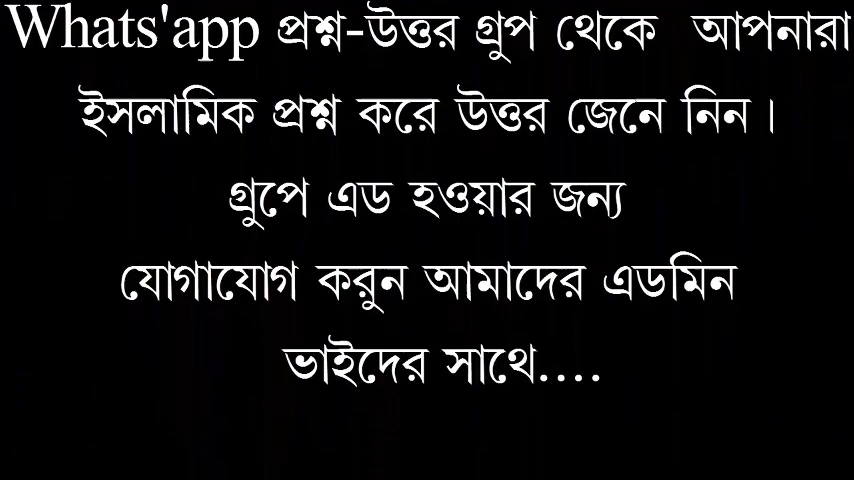 Whats'app প্রশ্ন-উত্তর গ্রুপ থেকে আপনারা
ইসলামিক প্রশ্ন করে উত্তর জেনে নিন।
গ্রুপে এড হওয়ার জন্য
যোগাযোগ করুন আমাদের এডমিন
ভাইদের সাথে....